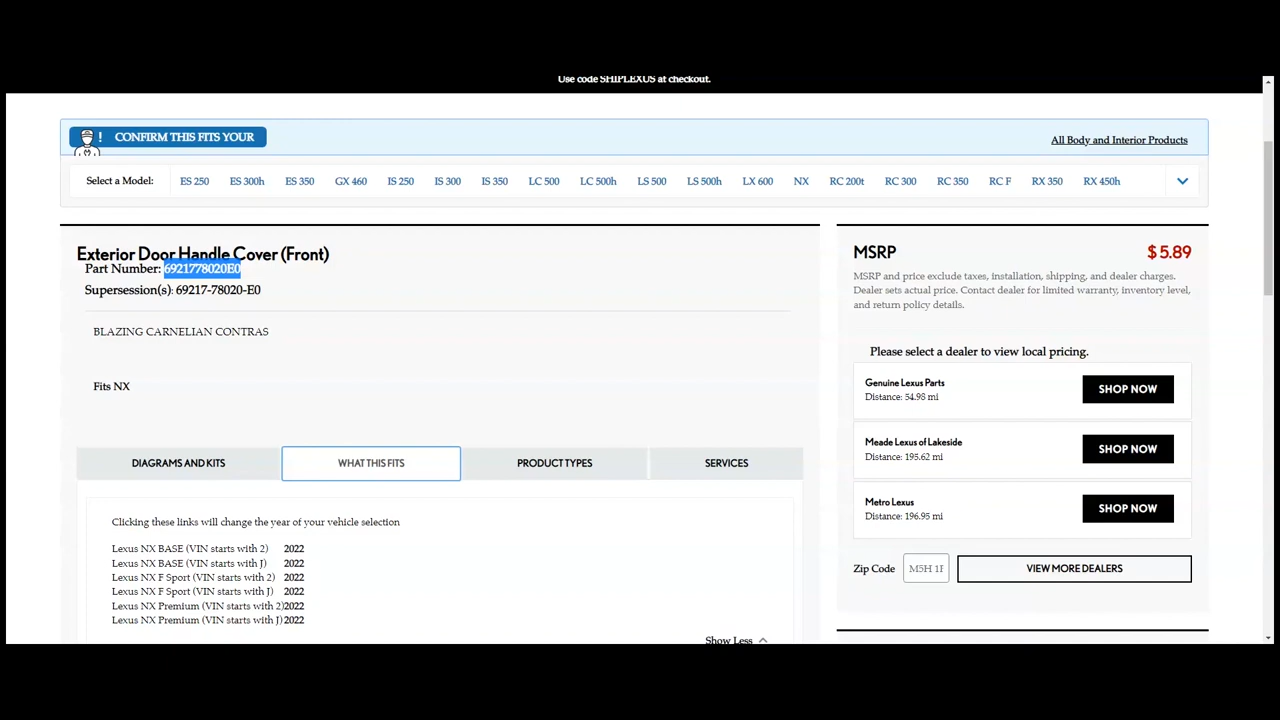 Use code SHIPLEXUS at checkout.
! CONFIRM THIS FITS YOUR
All Body and Interior Products
Select a Model: ES 250 ES 300h ES 350 GX 460 IS 250 IS 300 IS 350 LC 500 LC 500h LS 500 LS 500h LX 600 NX RC 200t RC 300 RC 350 RC F RX 350 RX 450h
Exterior Door Handle Cover (Front)
Part Number: 6921778020E0
Supersession(s): 69217-78020-E0
BLAZING CARNELIAN CONTRAS
Fits NX
DIAGRAMS AND KITS WHAT THIS FITS PRODUCT TYPES SERVICES
Clicking these links will change the year of your vehicle selection
Lexus NX BASE (VIN starts with 2) 2022
Lexus NX BASE (VIN starts with J) 2022
Lexus NX F Sport (VIN starts with 2) 2022
Lexus NX F Sport (VIN starts with J) 2022
Lexus NX Premium (VIN starts with 2) 2022
Lexus NX Premium (VIN starts with J) 2022
Show Less
MSRP $ 5.89
MSRP and price exclude taxes, installation, shipping, and dealer charges.
Dealer sets actual price. Contact dealer for limited warranty, inventory level,
and return policy details.
Please select a dealer to view local pricing.
Genuine Lexus Parts
Distance: 54.98 mi
SHOP NOW
Meade Lexus of Lakeside
Distance: 195.62 mi
SHOP NOW
Metro Lexus
Distance: 196.95 mi
SHOP NOW
Zip Code M5H 1F VIEW MORE DEALERS